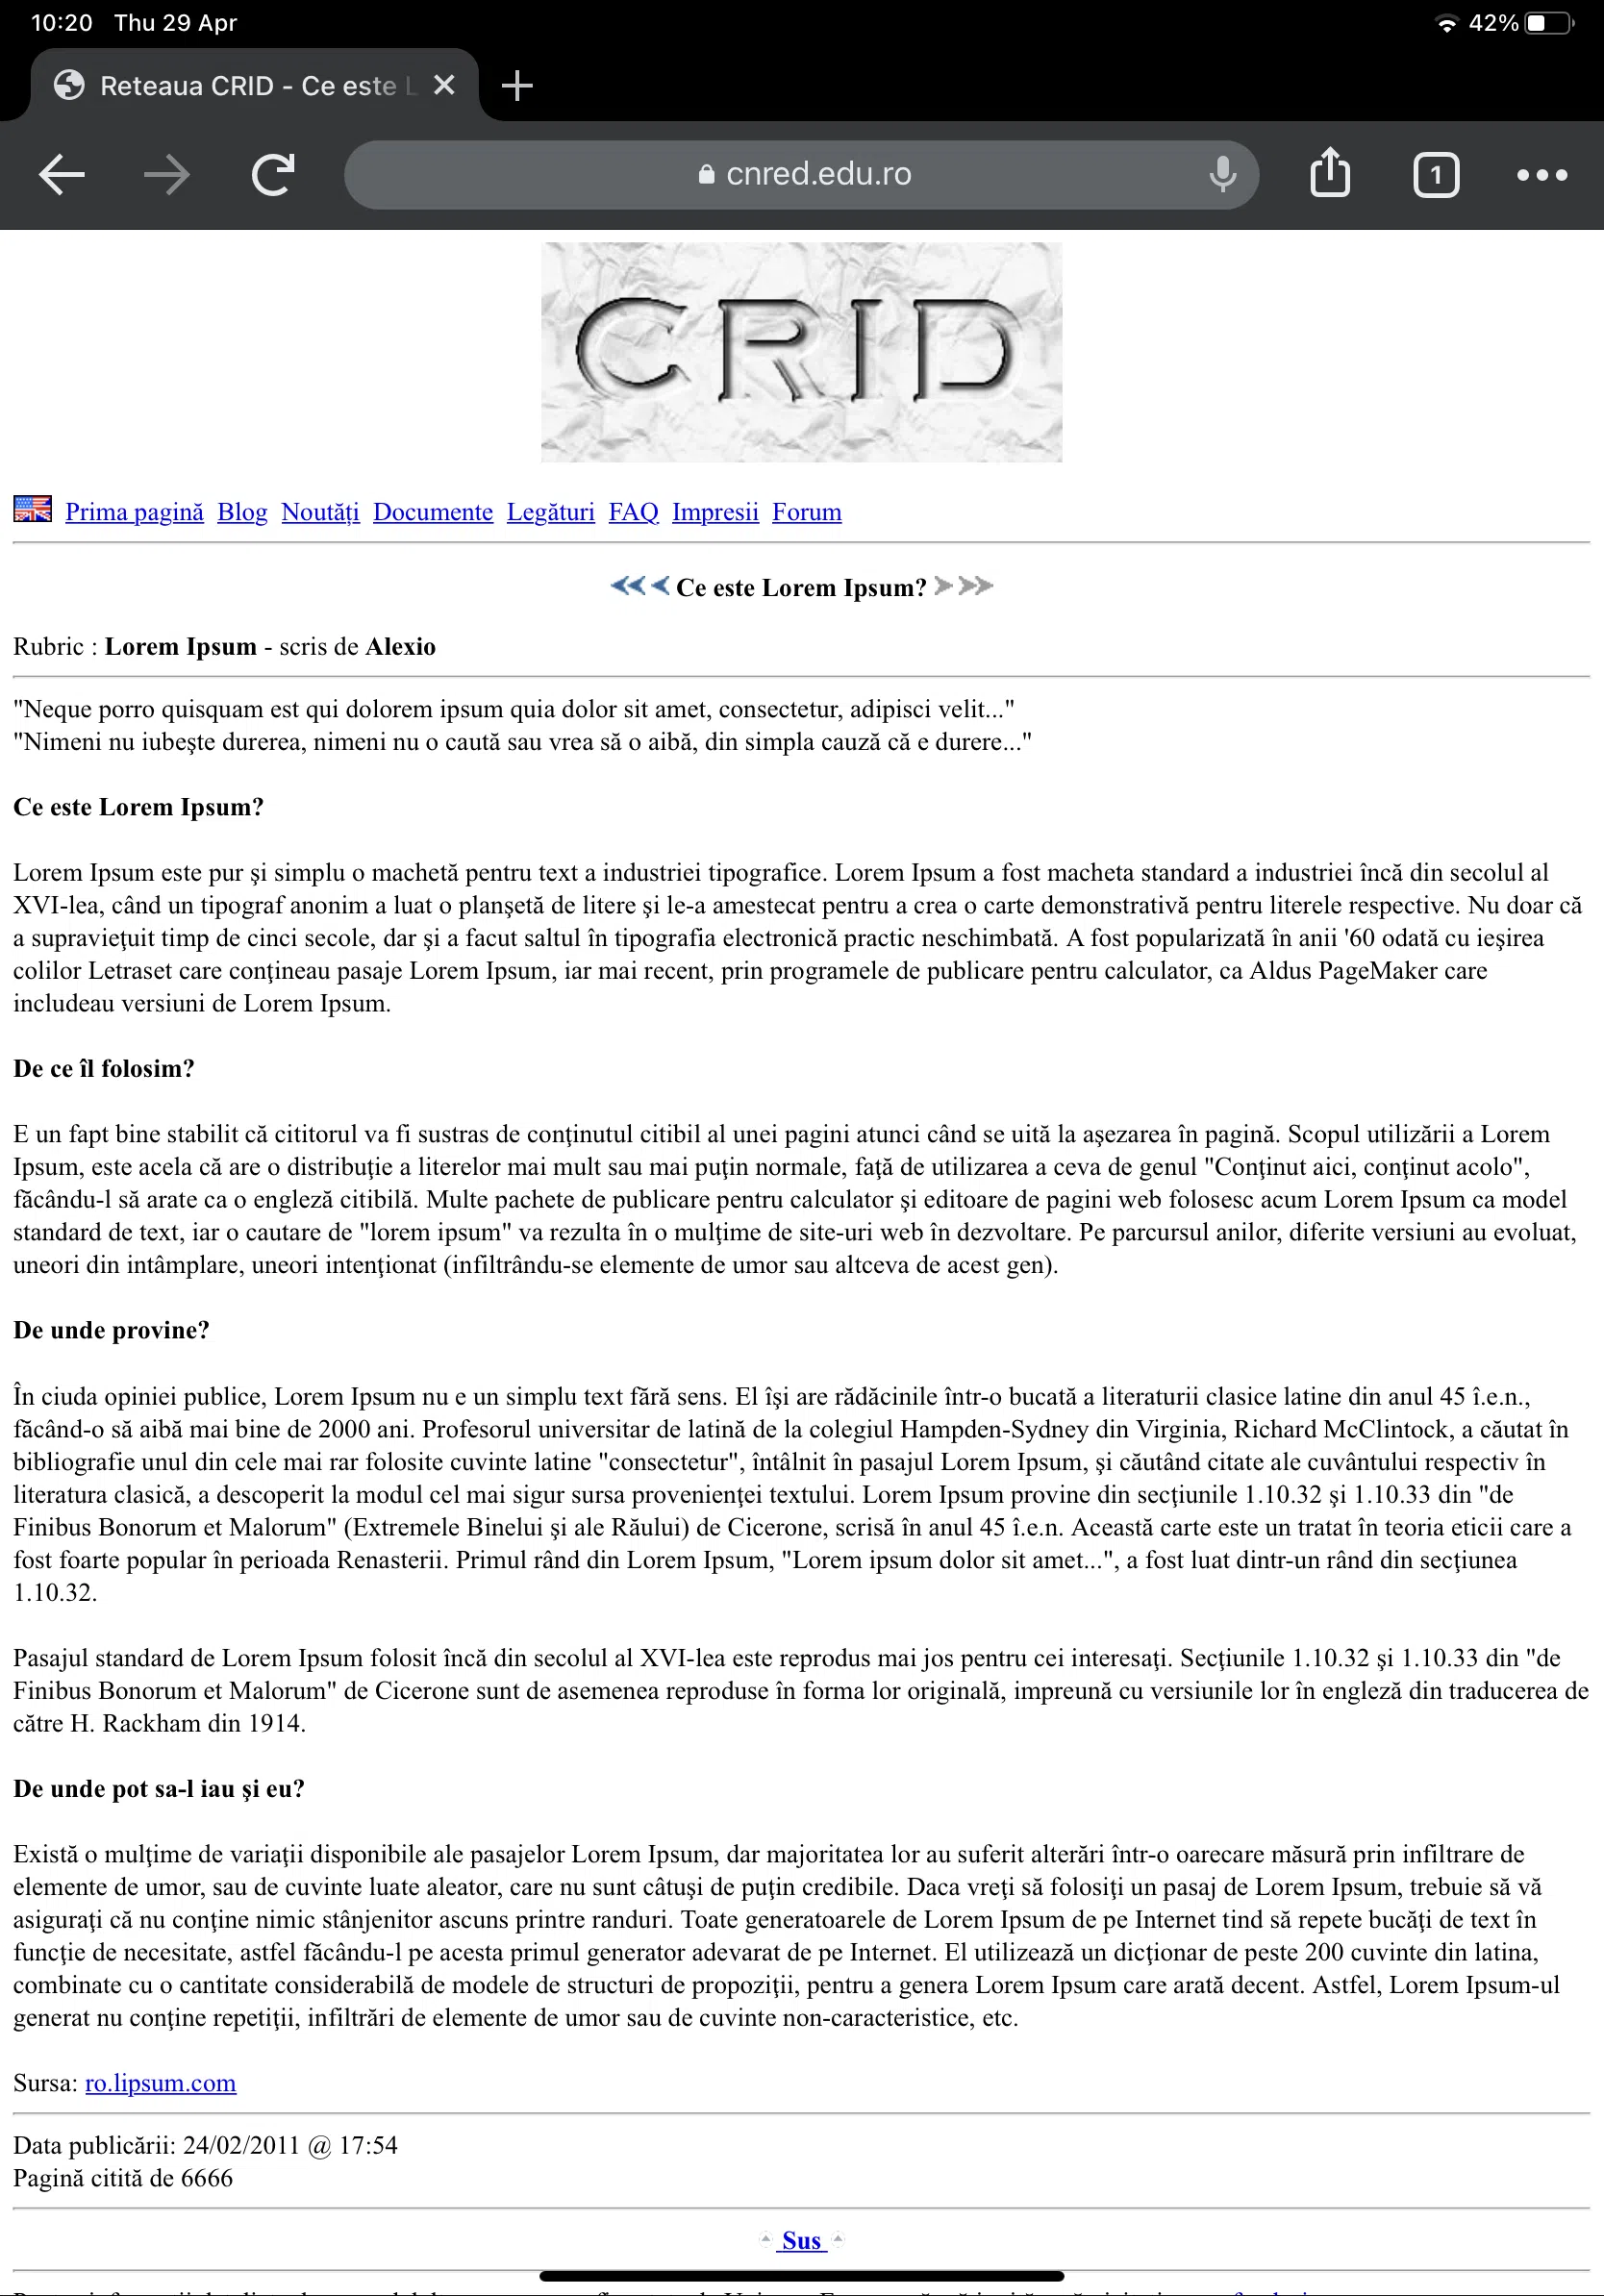 10:20 Thu 29 Apr 42%
Reteaua CRID - Ce este L
cnred.edu.ro 1
CRID
Prima pagină Blog Noutăți Documente Legături FAQ Impresii Forum
Ce este Lorem Ipsum?
Rubric : Lorem Ipsum - scris de Alexio
"Neque porro quisquam est qui dolorem ipsum quia dolor sit amet, consectetur, adipisci velit..."
"Nimeni nu iubeşte durerea, nimeni nu o caută sau vrea să o aibă, din simpla cauză că e durere..."
Ce este Lorem Ipsum?
Lorem Ipsum este pur şi simplu o machetă pentru text a industriei tipografice. Lorem Ipsum a fost macheta standard a industriei încă din secolul al
XVI-lea, când un tipograf anonim a luat o planşetă de litere şi le-a amestecat pentru a crea o carte demonstrativă pentru literele respective. Nu doar că
a supravieţuit timp de cinci secole, dar şi a facut saltul în tipografia electronică practic neschimbată. A fost popularizată în anii '60 odată cu ieşirea
colilor Letraset care conţineau pasaje Lorem Ipsum, iar mai recent, prin programele de publicare pentru calculator, ca Aldus PageMaker care
includeau versiuni de Lorem Ipsum.
De ce îl folosim?
E un fapt bine stabilit că cititorul va fi sustras de conţinutul citibil al unei pagini atunci când se uită la aşezarea în pagină. Scopul utilizării a Lorem
Ipsum, este acela că are o distribuţie a literelor mai mult sau mai puţin normale, faţă de utilizarea a ceva de genul "Conţinut aici, conţinut acolo",
făcându-l să arate ca o engleză citibilă. Multe pachete de publicare pentru calculator şi editoare de pagini web folosesc acum Lorem Ipsum ca model
standard de text, iar o cautare de "lorem ipsum" va rezulta în o mulţime de site-uri web în dezvoltare. Pe parcursul anilor, diferite versiuni au evoluat,
uneori din intâmplare, uneori intenţionat (infiltrându-se elemente de umor sau altceva de acest gen).
De unde provine?
În ciuda opiniei publice, Lorem Ipsum nu e un simplu text fără sens. El îşi are rădăcinile într-o bucată a literaturii clasice latine din anul 45 î.e.n.,
făcând-o să aibă mai bine de 2000 ani. Profesorul universitar de latină de la colegiul Hampden-Sydney din Virginia, Richard McClintock, a căutat în
bibliografie unul din cele mai rar folosite cuvinte latine "consectetur", întâlnit în pasajul Lorem Ipsum, şi căutând citate ale cuvântului respectiv în
literatura clasică, a descoperit la modul cel mai sigur sursa provenienţei textului. Lorem Ipsum provine din secţiunile 1.10.32 şi 1.10.33 din "de
Finibus Bonorum et Malorum" (Extremele Binelui şi ale Răului) de Cicerone, scrisă în anul 45 î.e.n. Această carte este un tratat în teoria eticii care a
fost foarte popular în perioada Renasterii. Primul rând din Lorem Ipsum, "Lorem ipsum dolor sit amet...", a fost luat dintr-un rând din secţiunea
1.10.32.
Pasajul standard de Lorem Ipsum folosit încă din secolul al XVI-lea este reprodus mai jos pentru cei interesaţi. Secţiunile 1.10.32 şi 1.10.33 din "de
Finibus Bonorum et Malorum" de Cicerone sunt de asemenea reproduse în forma lor originală, impreună cu versiunile lor în engleză din traducerea de
către H. Rackham din 1914.
De unde pot sa-l iau şi eu?
Există o mulţime de variaţii disponibile ale pasajelor Lorem Ipsum, dar majoritatea lor au suferit alterări într-o oarecare măsură prin infiltrare de
elemente de umor, sau de cuvinte luate aleator, care nu sunt câtuşi de puţin credibile. Daca vreţi să folosiţi un pasaj de Lorem Ipsum, trebuie să vă
asiguraţi că nu conţine nimic stânjenitor ascuns printre randuri. Toate generatoarele de Lorem Ipsum de pe Internet tind să repete bucăţi de text în
funcţie de necesitate, astfel făcându-l pe acesta primul generator adevarat de pe Internet. El utilizează un dicţionar de peste 200 cuvinte din latina,
combinate cu o cantitate considerabilă de modele de structuri de propoziţii, pentru a genera Lorem Ipsum care arată decent. Astfel, Lorem Ipsum-ul
generat nu conţine repetiţii, infiltrări de elemente de umor sau de cuvinte non-caracteristice, etc.
Sursa: ro.lipsum.com
Data publicării: 24/02/2011 @ 17:54
Pagină citită de 6666
Sus